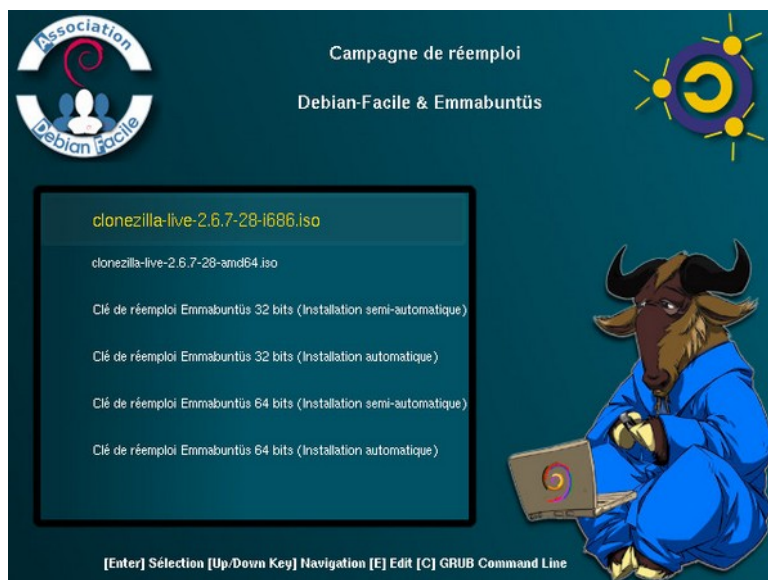 Association
Debian Facile
Campagne de réemploi
Debian-Facile & Emmabuntüs
clonezilla-live-2.6.7-28-i686.iso
clonezilla-live-2.6.7-28-amd64.iso
Clé de réemploi Emmabuntüs 32 bits (Installation semi-automatique)
Clé de réemploi Emmabuntüs 32 bits (Installation automatique)
Clé de réemploi Emmabuntüs 64 bits (Installation semi-automatique)
Clé de réemploi Emmabuntüs 64 bits (Installation automatique)
[Enter] Sélection [Up/Down Key] Navigation [E] Edit [C] GRUB Command Line